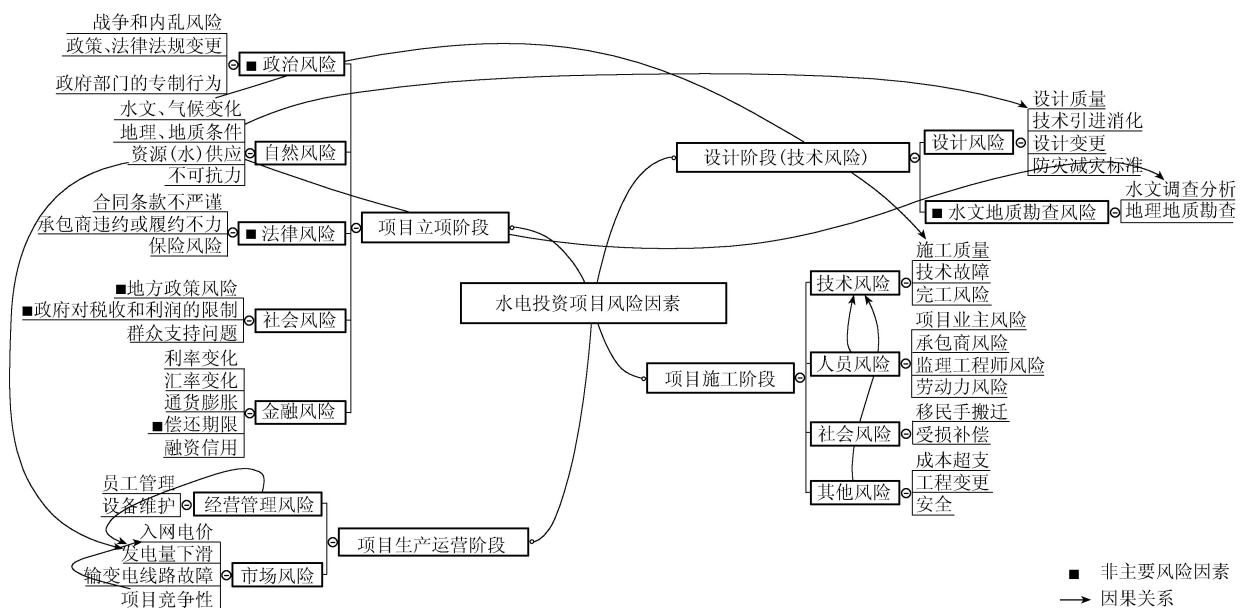 水电投资项目风险因素
项目立项阶段
■ 政治风险
战争和内乱风险
政策、法律法规变更
政府部门的专制行为
自然风险
水文、气候变化
地理、地质条件
资源(水)供应
不可抗力
■ 法律风险
合同条款不严谨
承包商违约或履约不力
保险风险
社会风险
■地方政策风险
■政府对税收和利润的限制
群众支持问题
金融风险
利率变化
汇率变化
通货膨胀
■偿还期限
融资信用
项目生产运营阶段
经营管理风险
员工管理
设备维护
市场风险
入网电价
发电量下滑
输变电线路故障
项目竞争性
设计阶段(技术风险)
设计风险
设计质量
技术引进消化
设计变更
防灾减灾标准
■ 水文地质勘查风险
水文调查分析
地理地质勘查
项目施工阶段
技术风险
施工质量
技术故障
完工风险
人员风险
项目业主风险
承包商风险
监理工程师风险
劳动力风险
社会风险
移民手搬迁
受损补偿
其他风险
成本超支
工程变更
安全
■ 非主要风险因素
→ 因果关系